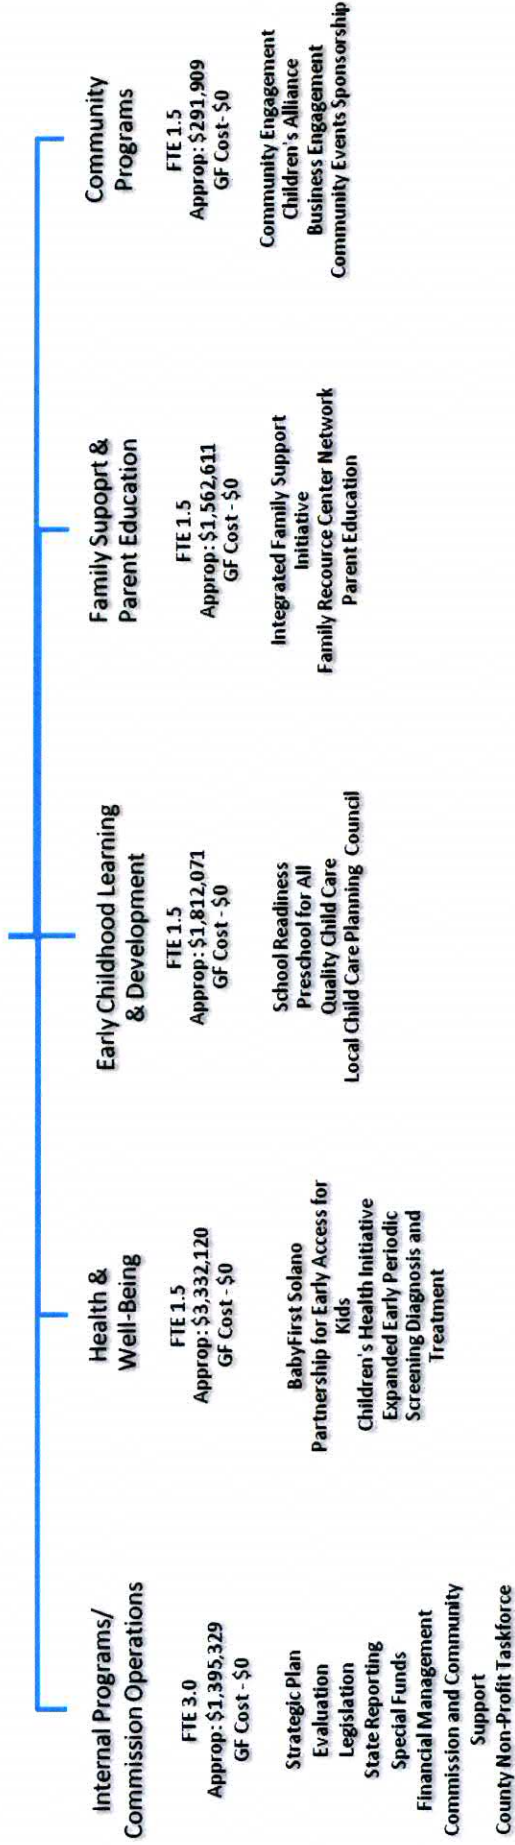 Internal Programs/
Commission Operations
FTE 3.0
Approp: $1,395,329
GF Cost - $0
Strategic Plan
Evaluation
Legislation
State Reporting
Special Funds
Financial Management
Commission and Community
Support
County Non-Profit Taskforce
Health &
Well-Being
FTE 1.5
Approp: $3,332,120
GF Cost - $0
BabyFirst Solano
Partnership for Early Access for
Kids
Children's Health Initiative
Expanded Early Periodic
Screening Diagnosis and
Treatment
Early Childhood Learning
& Development
FTE 1.5
Approp: $1,812,071
GF Cost - $0
School Readiness
Preschool for All
Quality Child Care
Local Child Care Planning Council
Family Supoprt &
Parent Education
FTE 1.5
Approp: $1,562,611
GF Cost - $0
Integrated Family Support
Initiative
Family Recource Center Network
Parent Education
Community
Programs
FTE 1.5
Approp: $291,909
GF Cost- $0
Community Engagement
Children's Alliance
Business Engagement
Community Events Sponsorship